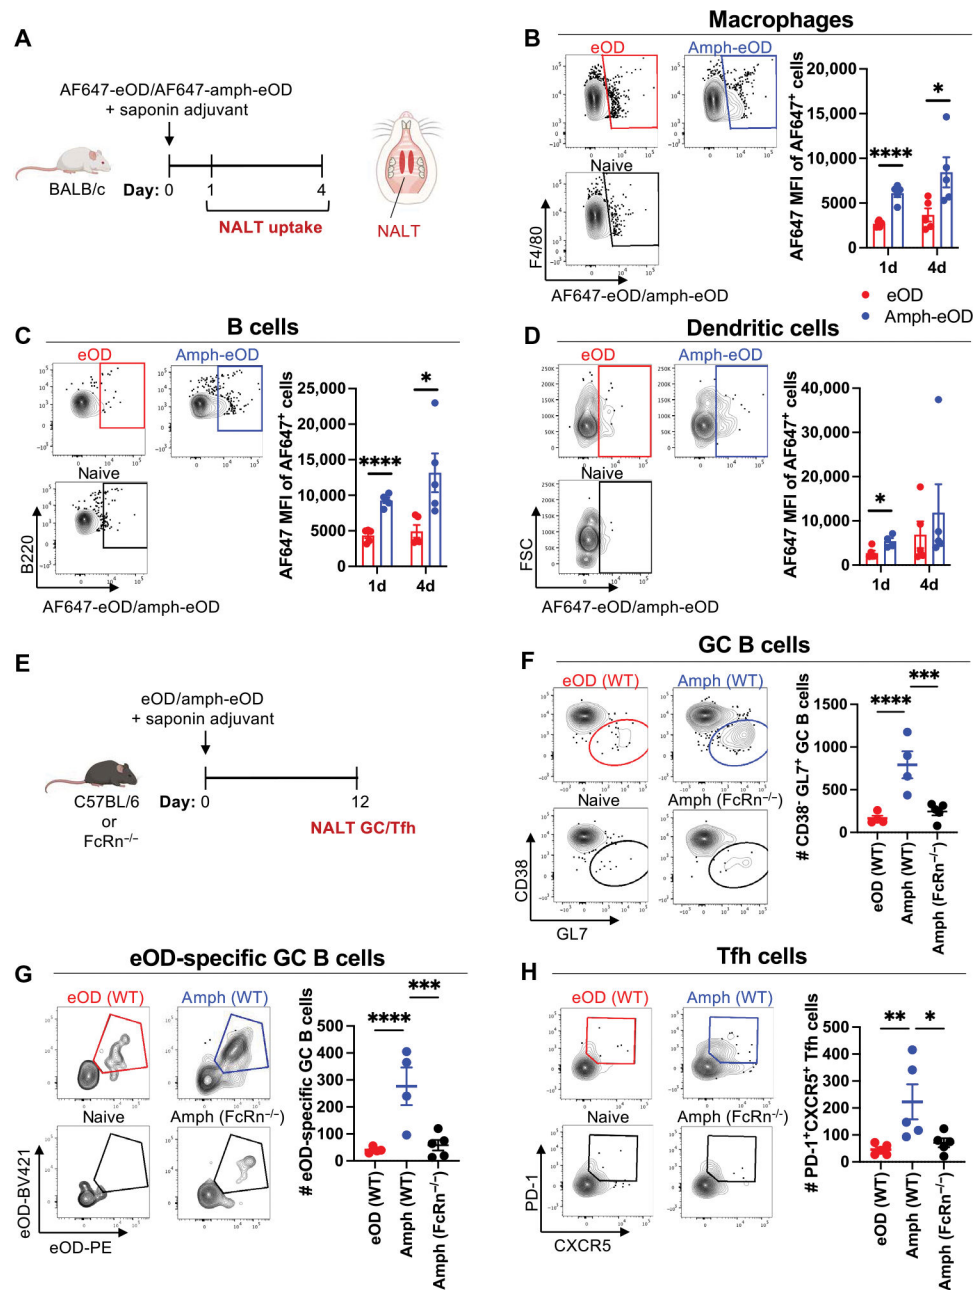 A
AF647-eOD/AF647-amph-eOD
+ saponin adjuvant
BALB/c
Day: 0 1 4
NALT uptake
NALT
Macrophages
B
eOD
Amph-eOD
Naive
F4/80
AF647-eOD/amph-eOD
AF647 MFI of AF647⁺ cells
20,000
15,000
10,000
5000
0
****
*
1d 4d
eOD
Amph-eOD
B cells
C
eOD
Amph-eOD
Naive
B220
AF647-eOD/amph-eOD
AF647 MFI of AF647⁺ cells
25,000
20,000
15,000
10,000
5000
0
****
*
1d 4d
Dendritic cells
D
eOD
Amph-eOD
Naive
FSC
AF647-eOD/amph-eOD
AF647 MFI of AF647⁺ cells
40,000
30,000
20,000
10,000
0
*
1d 4d
E
eOD/amph-eOD
+ saponin adjuvant
C57BL/6
or
FcRn⁻/⁻
Day: 0 12
NALT GC/Tfh
GC B cells
F
eOD (WT)
Amph (WT)
Naive
Amph (FcRn⁻/⁻)
CD38
GL7
# CD38⁻ GL7⁺ GC B cells
1500
1000
500
0
****
***
eOD (WT)
Amph (WT)
Amph (FcRn⁻/⁻)
eOD-specific GC B cells
G
eOD (WT)
Amph (WT)
Naive
Amph (FcRn⁻/⁻)
eOD-BV421
eOD-PE
# eOD-specific GC B cells
500
400
300
200
100
0
****
***
eOD (WT)
Amph (WT)
Amph (FcRn⁻/⁻)
Tfh cells
H
eOD (WT)
Amph (WT)
Naive
Amph (FcRn⁻/⁻)
PD-1
CXCR5
# PD-1⁺CXCR5⁺ Tfh cells
500
400
300
200
100
0
**
*
eOD (WT)
Amph (WT)
Amph (FcRn⁻/⁻)